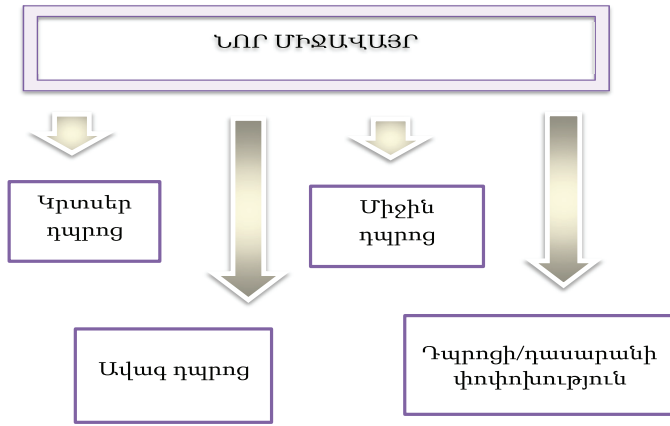 ՆՈՐ ՄԻՋԱՎԱՅՐ
Կրտսեր
դպրոց
Միջին
դպրոց
Ավագ դպրոց
Դպրոցի/դասարանի
փոփոխություն